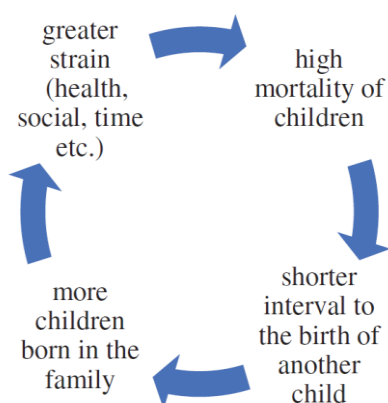 greater
strain
(health,
social, time
etc.)
high
mortality of
children
shorter
interval to
the birth of
another
child
more
children
born in the
family